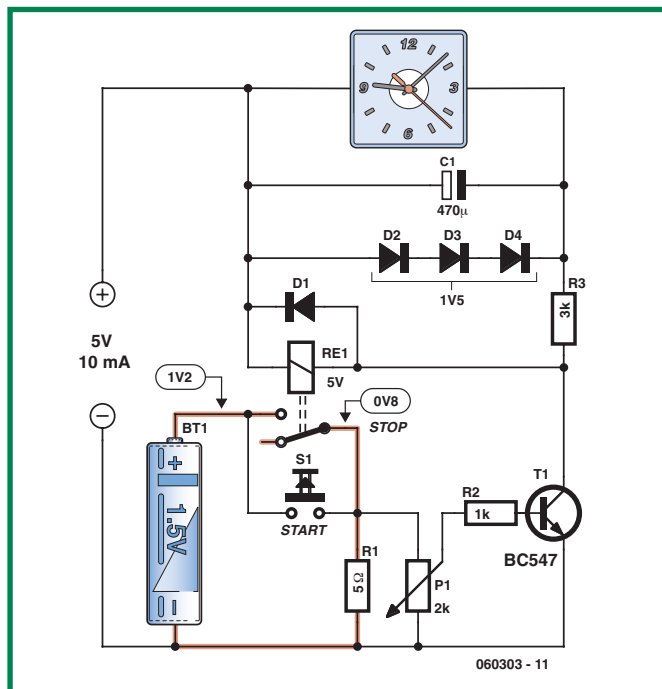 12
9
3
6
C1
470μ
D2
D3
D4
1V5
D1
R3
3k
+
5V
10 mA
RE1
5V
1V2
0V8
STOP
–
BT1
+
1.5V
–
S1
START
R1
5Ω
P1
2k
R2
1k
T1
BC547
060303 - 11